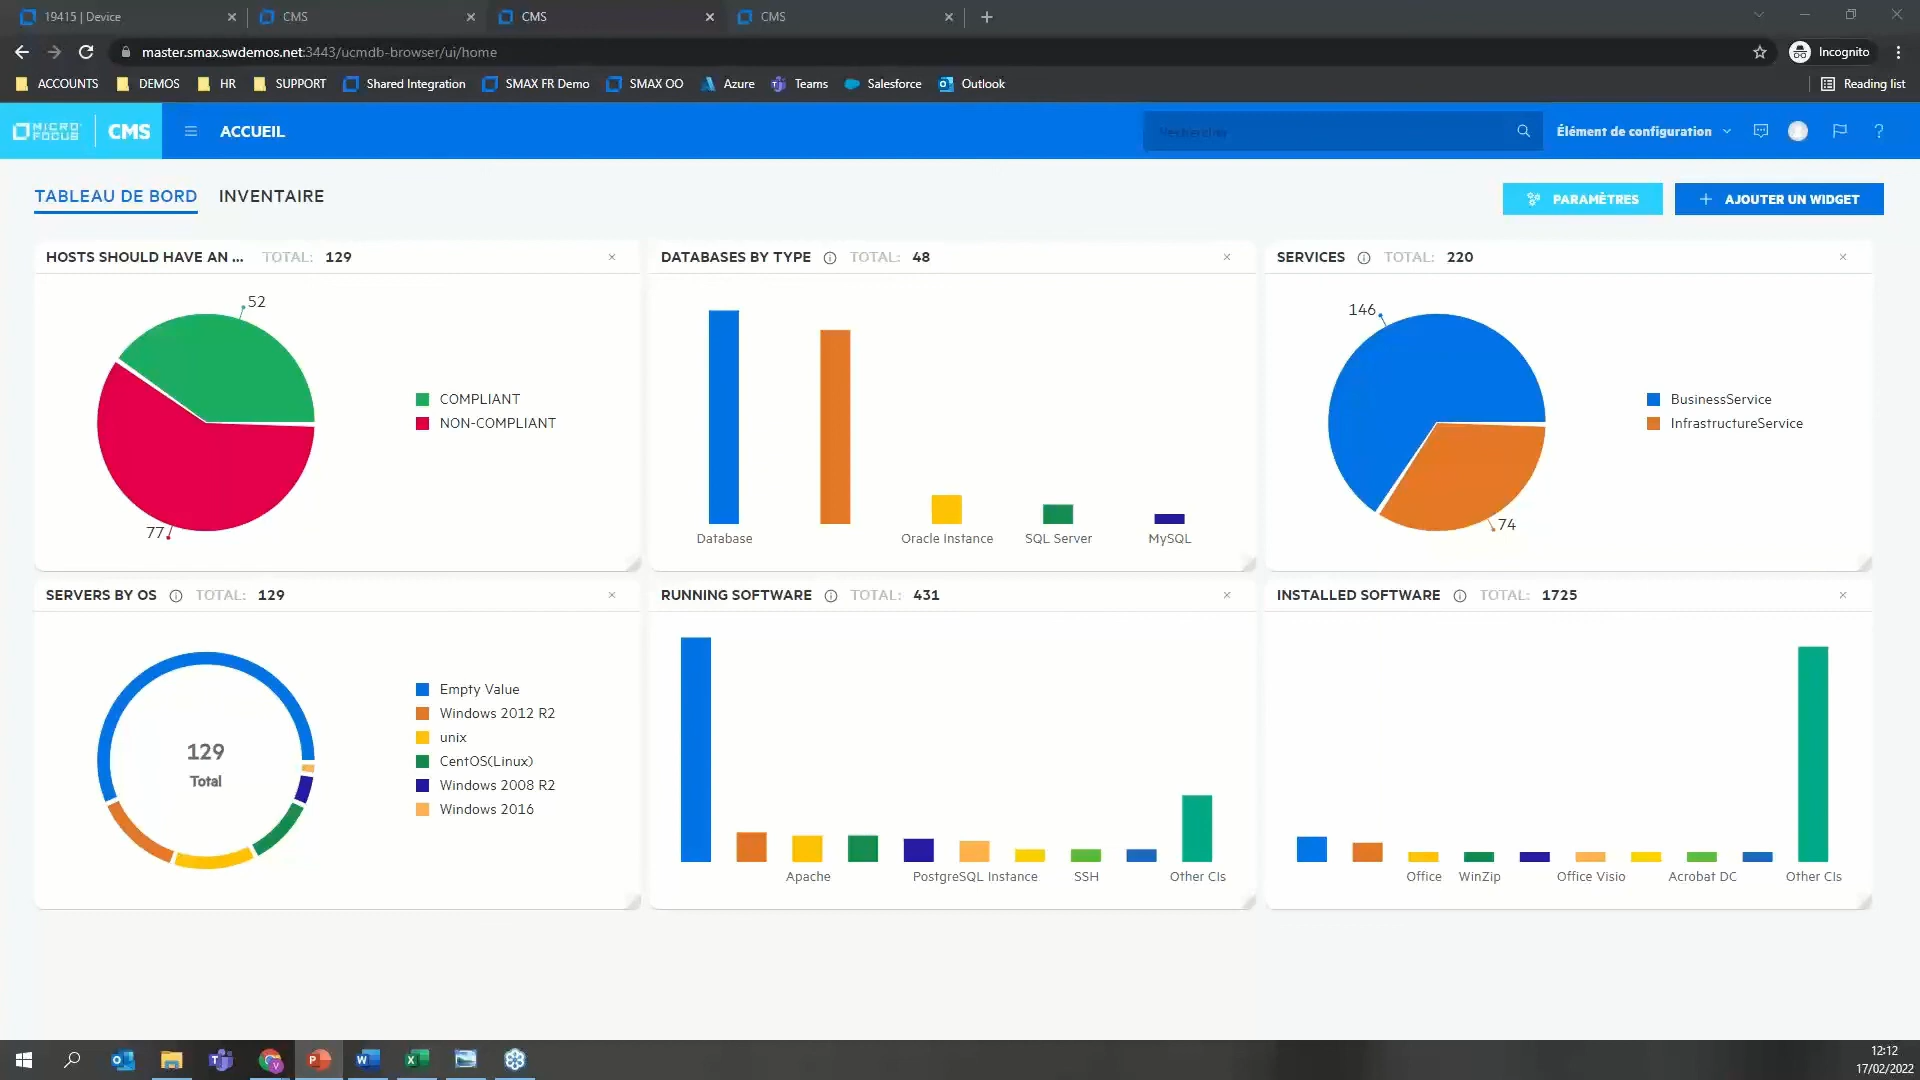 19415 | Device
CMS
CMS
CMS
master.smax.swdemos.net:3443/ucmdb-browser/ui/home
Incognito
ACCOUNTS
DEMOS
HR
SUPPORT
Shared Integration
SMAX FR Demo
SMAX OO
Azure
Teams
Salesforce
Outlook
Reading list
MICRO
FOCUS
CMS
ACCUEIL
Rechercher
Élément de configuration
TABLEAU DE BORD
INVENTAIRE
PARAMÈTRES
AJOUTER UN WIDGET
HOSTS SHOULD HAVE AN ... TOTAL: 129
52
77
COMPLIANT
NON-COMPLIANT
DATABASES BY TYPE TOTAL: 48
Database
Oracle Instance
SQL Server
MySQL
SERVICES TOTAL: 220
146
74
BusinessService
InfrastructureService
SERVERS BY OS TOTAL: 129
129
Total
Empty Value
Windows 2012 R2
unix
CentOS(Linux)
Windows 2008 R2
Windows 2016
RUNNING SOFTWARE TOTAL: 431
Apache
PostgreSQL Instance
SSH
Other CIs
INSTALLED SOFTWARE TOTAL: 1725
Office
WinZip
Office Visio
Acrobat DC
Other CIs
12:12
17/02/2022